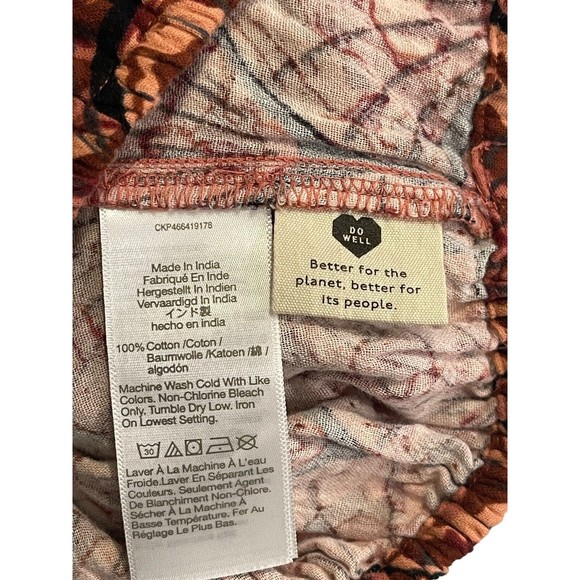 CKP466419178
Made In India
Fabriqué En Inde
Hergestellt In Indien
Vervaardigd In India
インド製
hecho en india
100% Cotton /Coton /
Baumwolle /Katoen /綿 /
algodón
Machine Wash Cold With Like
Colors. Non-Chlorine Bleach
Only. Tumble Dry Low. Iron
On Lowest Setting.
30
Laver À La Machine À L'eau
Froide.Laver En Séparant Les
Couleurs. Seulement Agent
De Blanchiment Non-Chlore.
Sécher À La Machine À
Basse Température. Fer Au
Réglage Le Plus Bas.
DO
WELL
Better for the
planet, better for
its people.